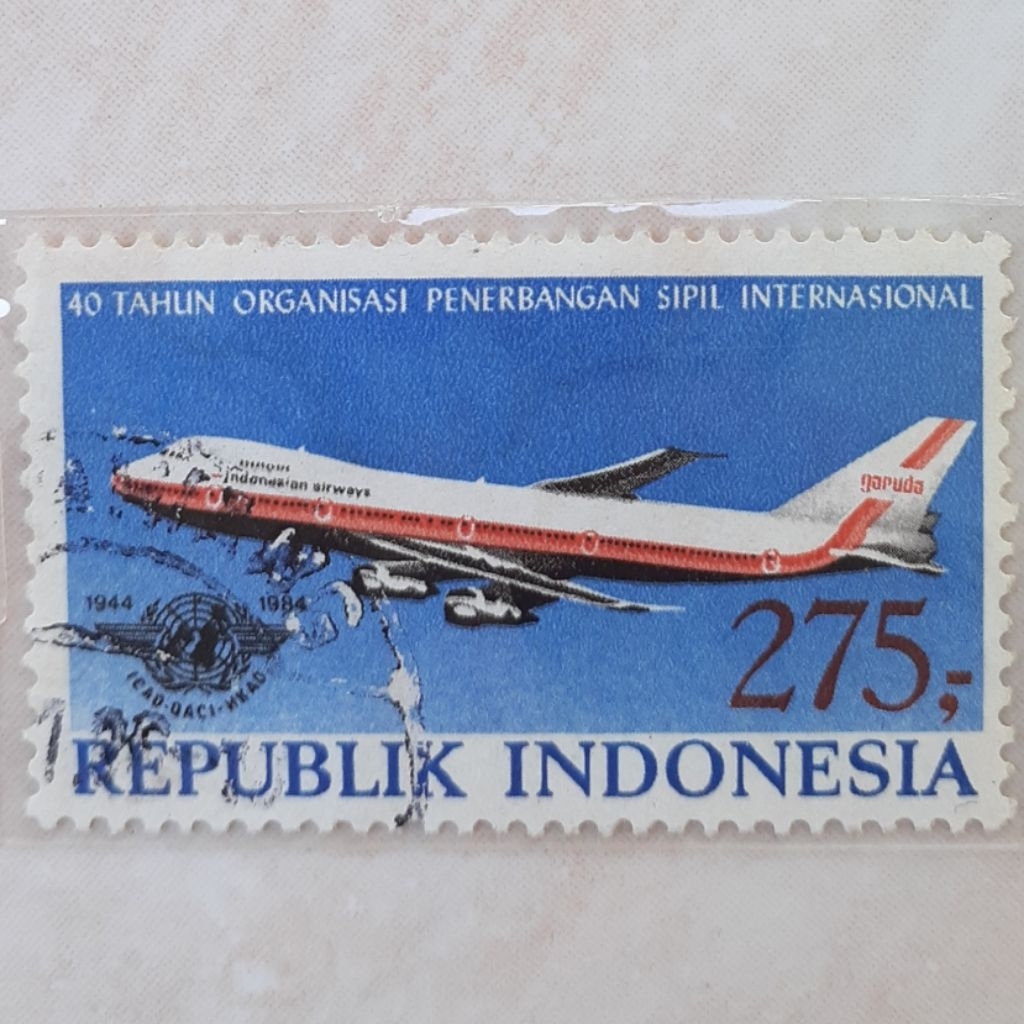 40 TAHUN ORGANISASI PENERBANGAN SIPIL INTERNASIONAL
indonesian airways
garuda
1944 1984
ICAO-OACI-ИКАО
275,-
REPUBLIK INDONESIA